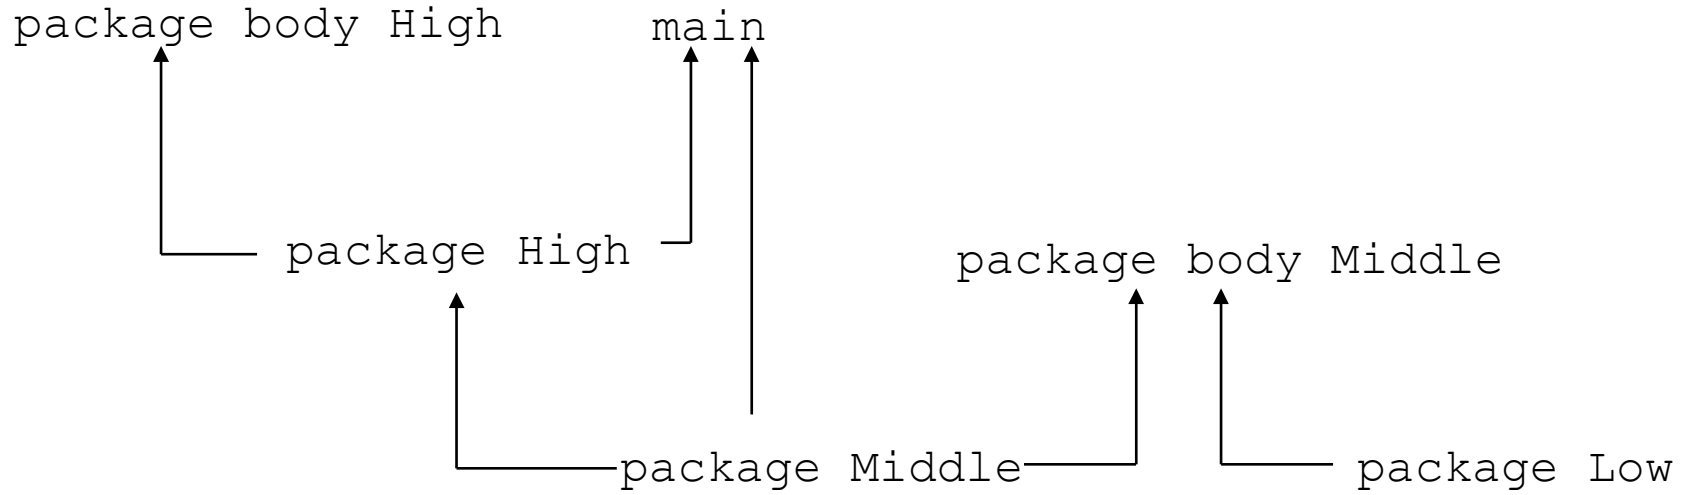 package body High
main
package High
package body Middle
package Middle
package Low